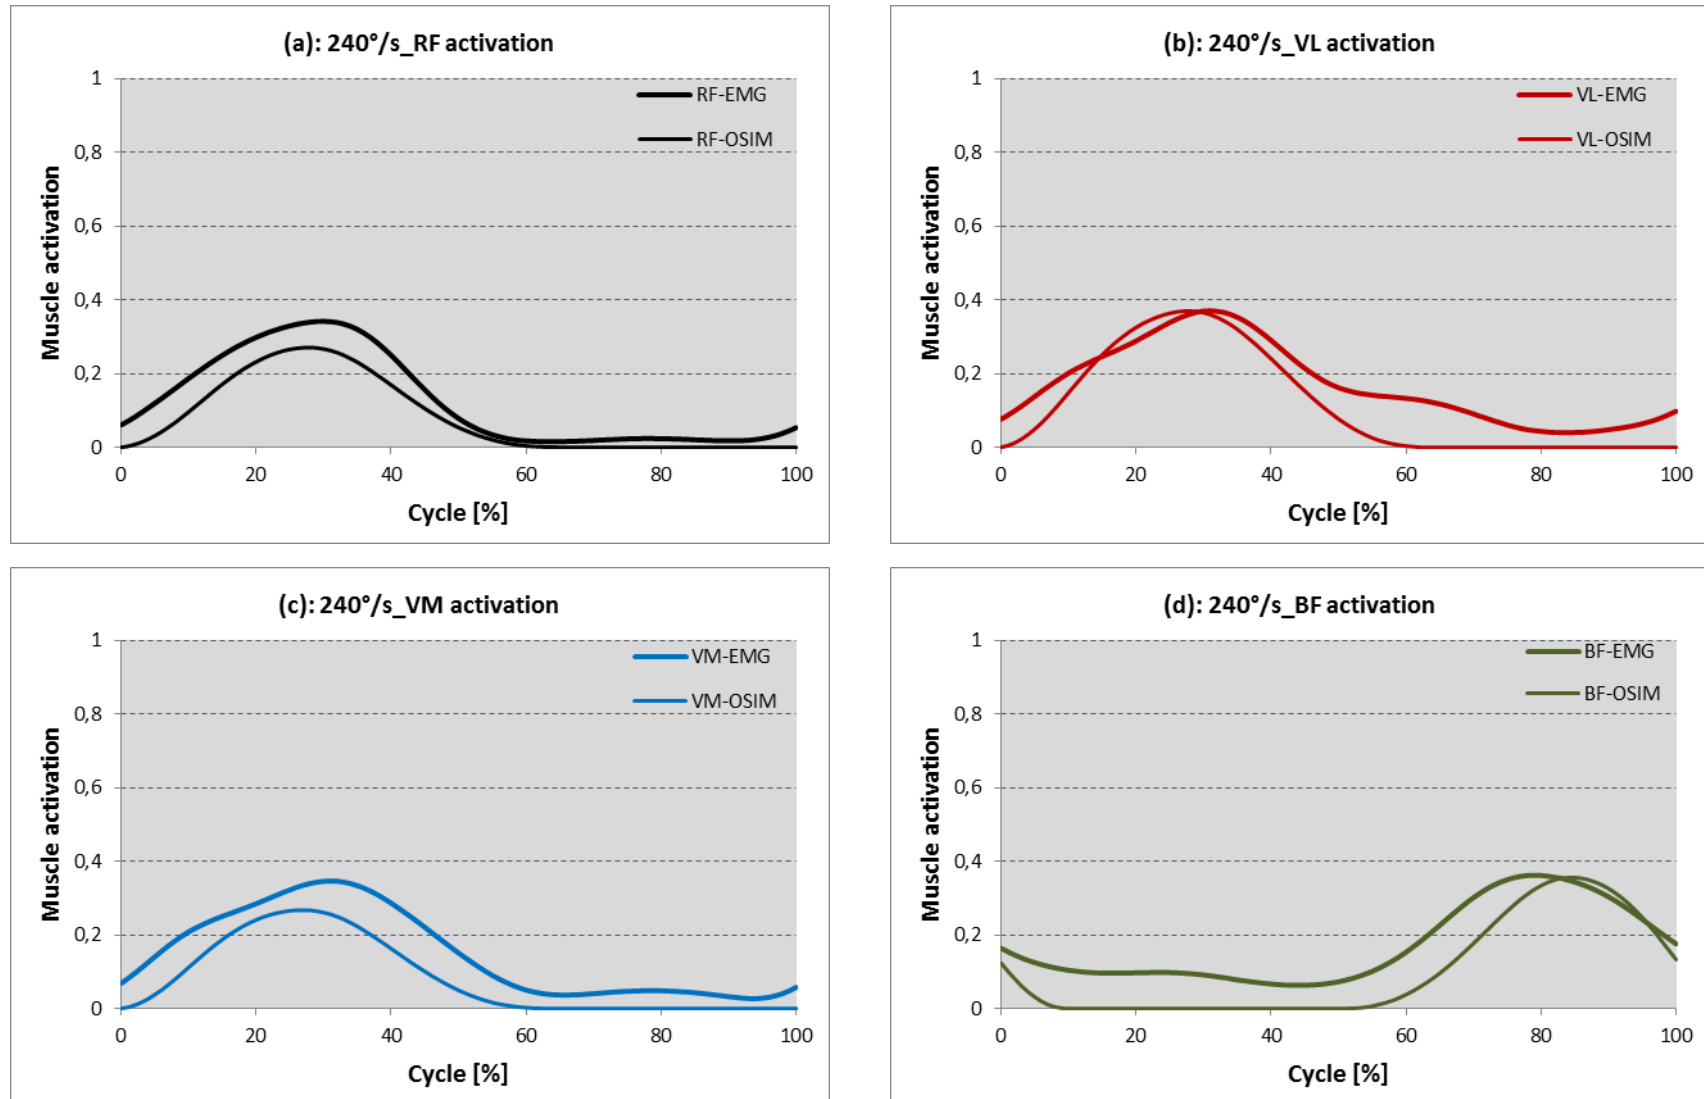 (a): 240°/s_RF activation
1
0,8
0,6
0,4
0,2
0
0 20 40 60 80 100
Muscle activation
Cycle [%]
RF-EMG
RF-OSIM
(b): 240°/s_VL activation
1
0,8
0,6
0,4
0,2
0
0 20 40 60 80 100
Muscle activation
Cycle [%]
VL-EMG
VL-OSIM
(c): 240°/s_VM activation
1
0,8
0,6
0,4
0,2
0
0 20 40 60 80 100
Muscle activation
Cycle [%]
VM-EMG
VM-OSIM
(d): 240°/s_BF activation
1
0,8
0,6
0,4
0,2
0
0 20 40 60 80 100
Muscle activation
Cycle [%]
BF-EMG
BF-OSIM